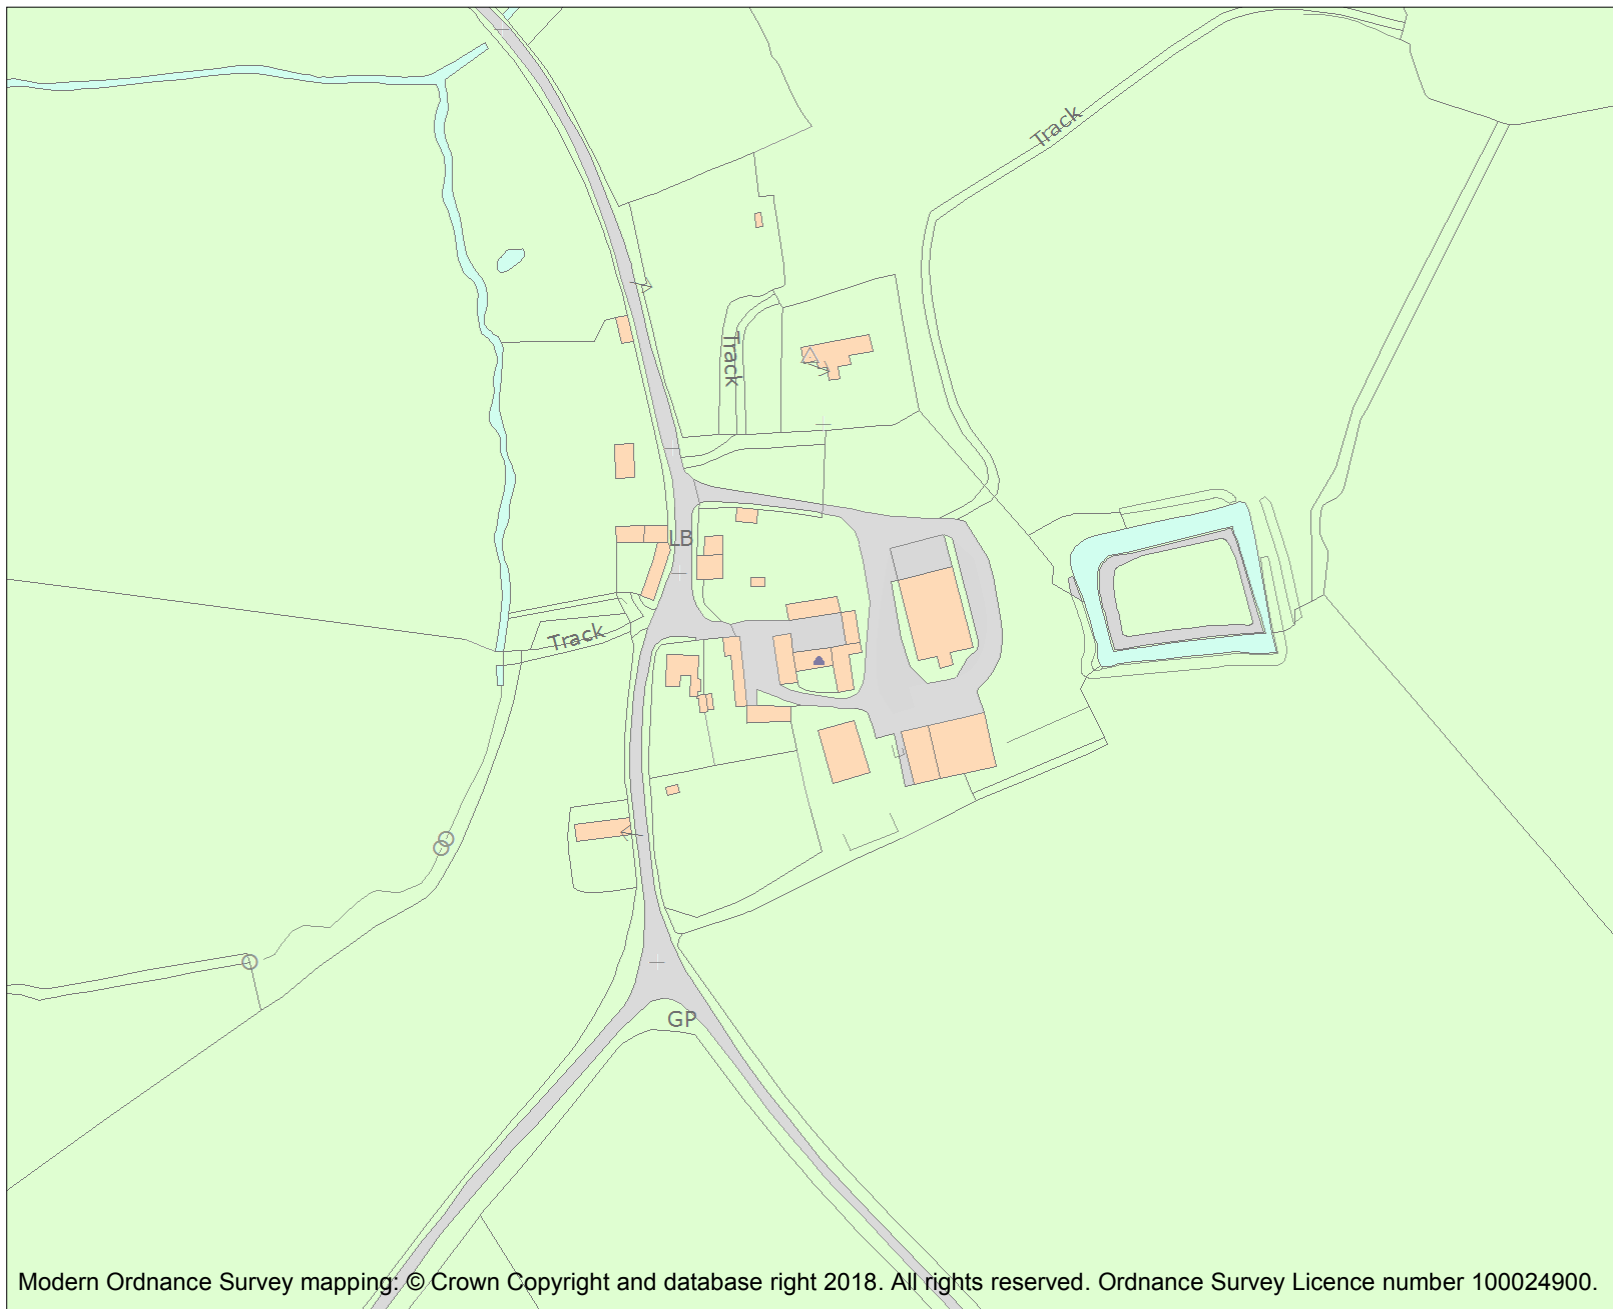 Track
Track
LB
Track
GP
Modern Ordnance Survey mapping: © Crown Copyright and database right 2018. All rights reserved. Ordnance Survey Licence number 100024900.